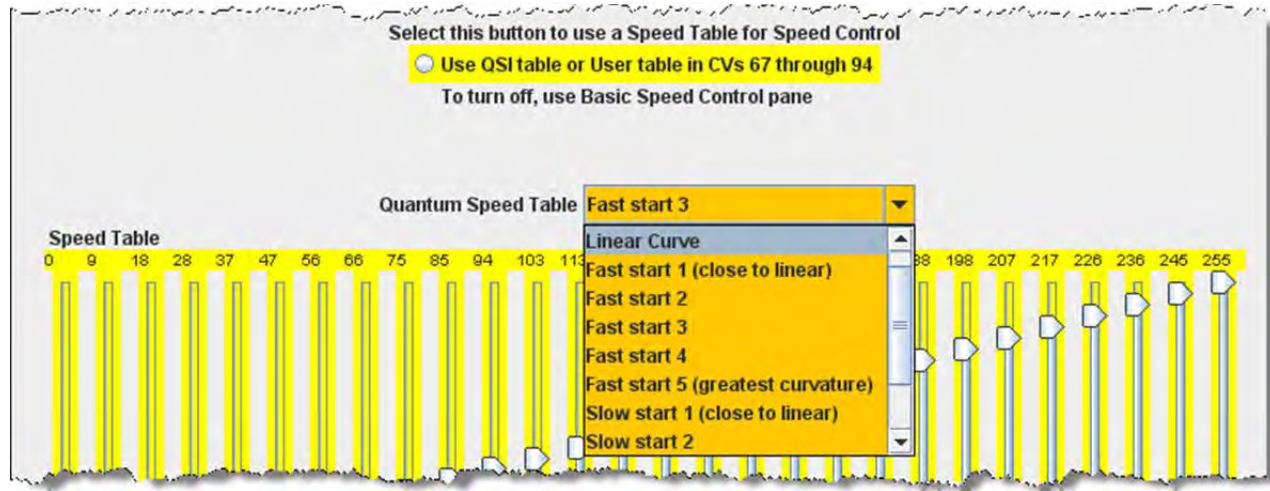 Select this button to use a Speed Table for Speed Control
Use QSI table or User table in CVs 67 through 94
To turn off, use Basic Speed Control pane
Quantum Speed Table Fast start 3
Linear Curve
Fast start 1 (close to linear)
Fast start 2
Fast start 3
Fast start 4
Fast start 5 (greatest curvature)
Slow start 1 (close to linear)
Slow start 2
Speed Table
0 9 18 28 37 47 56 66 75 85 94 103 198 207 217 226 236 245 255